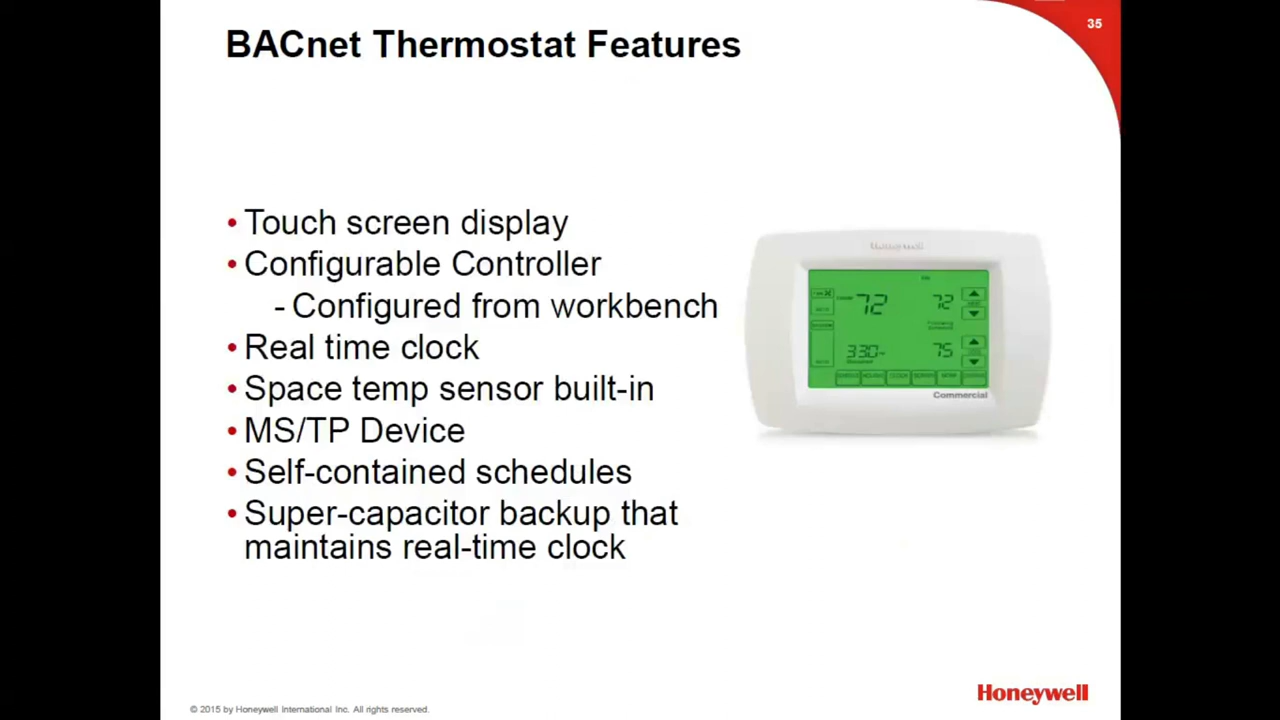 35
BACnet Thermostat Features
• Touch screen display
• Configurable Controller
- Configured from workbench
• Real time clock
• Space temp sensor built-in
• MS/TP Device
• Self-contained schedules
• Super-capacitor backup that
maintains real-time clock
Honeywell
72
72
75
Commercial
Honeywell
© 2015 by Honeywell International Inc. All rights reserved.